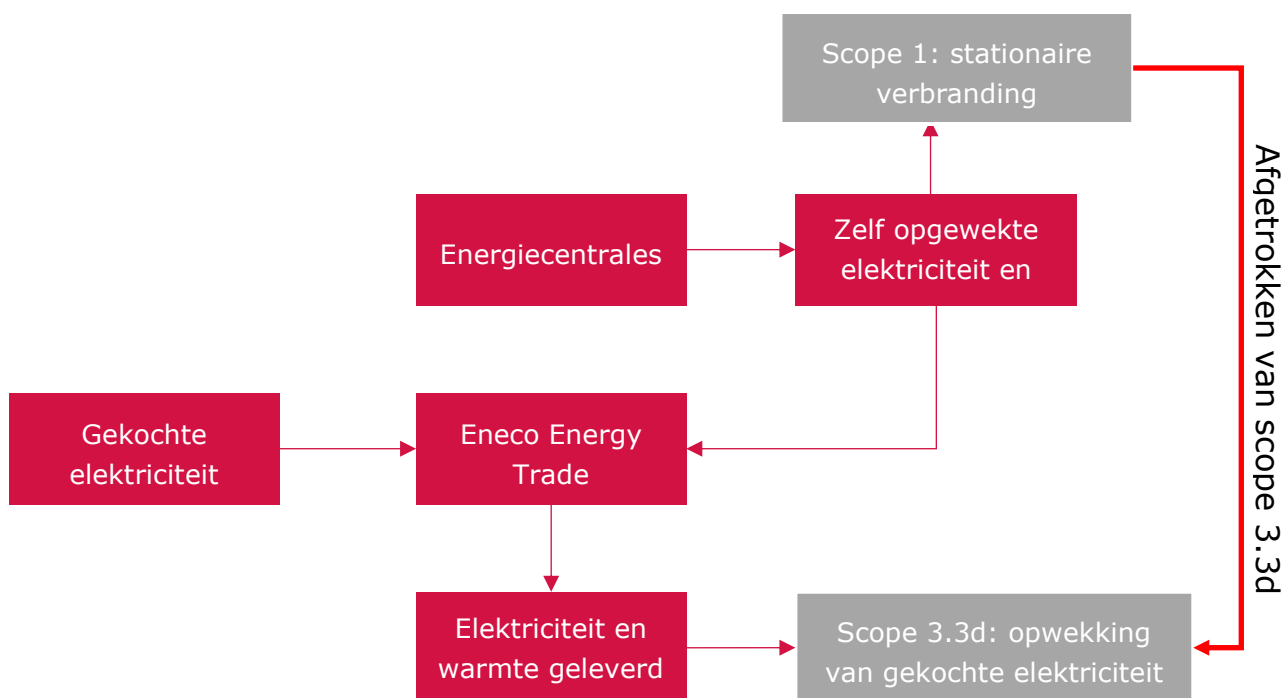 Scope 1: stationaire
verbranding
Energiecentrales
Zelf opgewekte
elektriciteit en
Afgetrokken van scope 3.3d
Gekochte
elektriciteit
Eneco Energy
Trade
Elektriciteit en
warmte geleverd
Scope 3.3d: opwekking
van gekochte elektriciteit